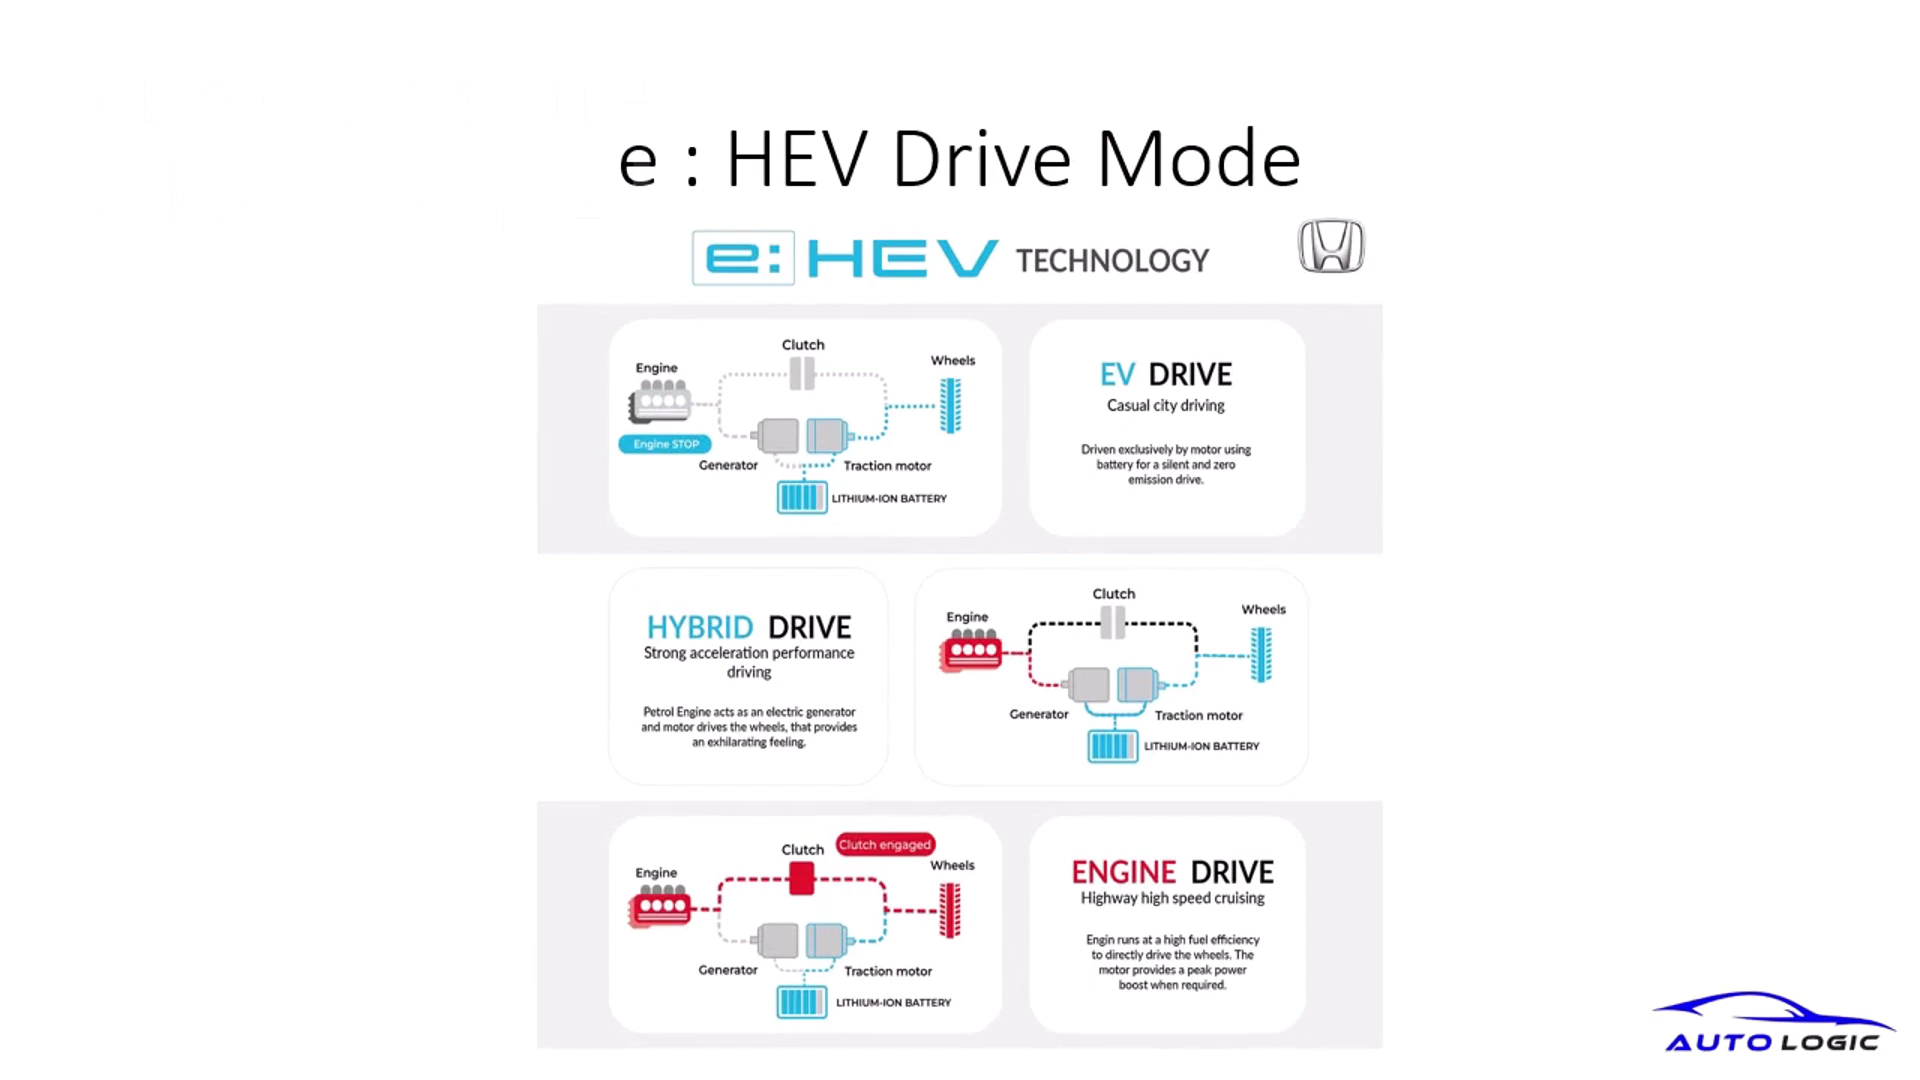 e : HEV Drive Mode
e: HEV TECHNOLOGY
Clutch
Engine
Wheels
Engine STOP
Generator
Traction motor
LITHIUM-ION BATTERY
EV DRIVE
Casual city driving
Driven exclusively by motor using
battery for a silent and zero
emission drive.
HYBRID DRIVE
Strong acceleration performance
driving
Petrol Engine acts as an electric generator
and motor drives the wheels, that provides
an exhilarating feeling.
Clutch
Engine
Wheels
Generator
Traction motor
LITHIUM-ION BATTERY
Clutch
Clutch engaged
Engine
Wheels
Generator
Traction motor
LITHIUM-ION BATTERY
ENGINE DRIVE
Highway high speed cruising
Engin runs at a high fuel efficiency
to directly drive the wheels. The
motor provides a peak power
boost when required.
AUTO LOGIC